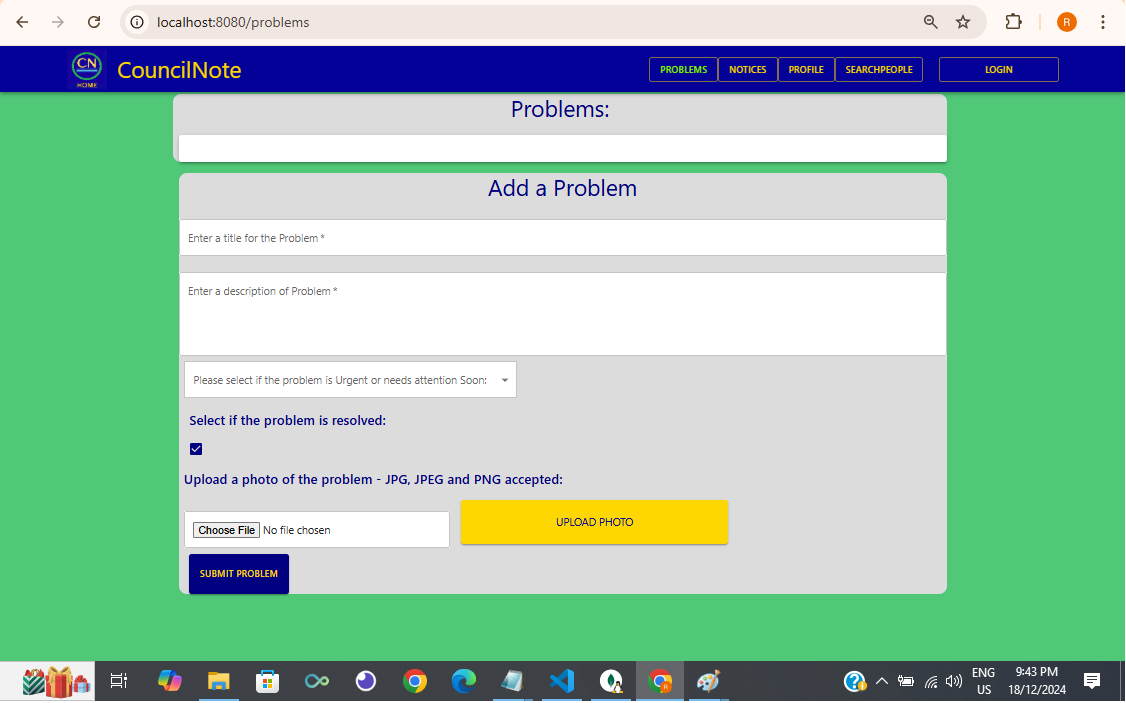 localhost:8080/problems
R
CN
HOME
CouncilNote
PROBLEMS
NOTICES
PROFILE
SEARCHPEOPLE
LOGIN
Problems:
Add a Problem
Enter a title for the Problem *
Enter a description of Problem *
Please select if the problem is Urgent or needs attention Soon:
Select if the problem is resolved:
Upload a photo of the problem - JPG, JPEG and PNG accepted:
Choose File No file chosen
UPLOAD PHOTO
SUBMIT PROBLEM
ENG
US
9:43 PM
18/12/2024